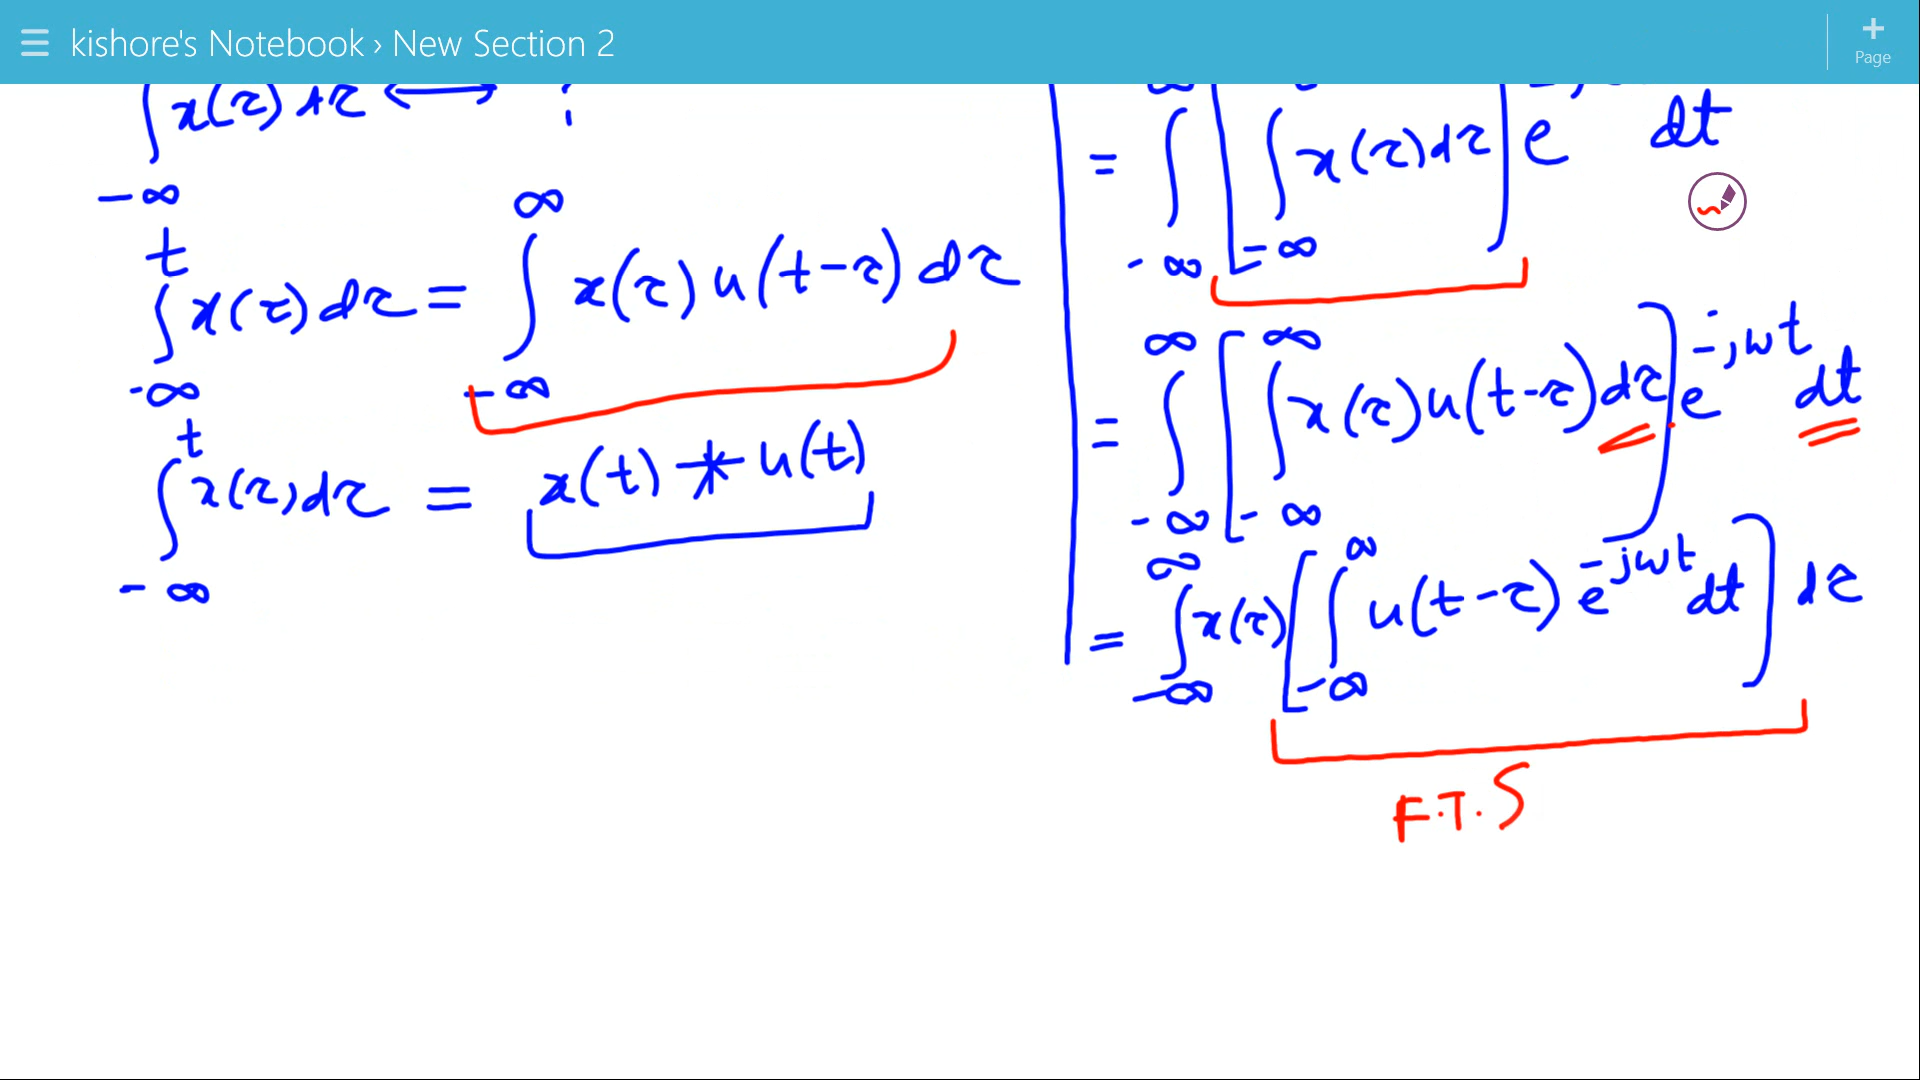 kishore's Notebook › New Section 2
Page
∫ x(τ) dτ ⟷ ?
-∞
t
∫ x(τ) dτ = ∫ x(τ) u(t-τ) dτ
∞
-∞
-∞
t
∫ x(τ) dτ = x(t) * u(t)
-∞
= ∫ [ ∫ x(τ) dτ ] e dt
-∞ -∞
∞ ∞
= ∫ [ ∫ x(τ) u(t-τ) dτ ] e^-jωt dt
-∞ -∞
∞ ∞
= ∫ x(τ) [ ∫ u(t-τ) e^-jωt dt ] dτ
-∞ -∞
F.T.S